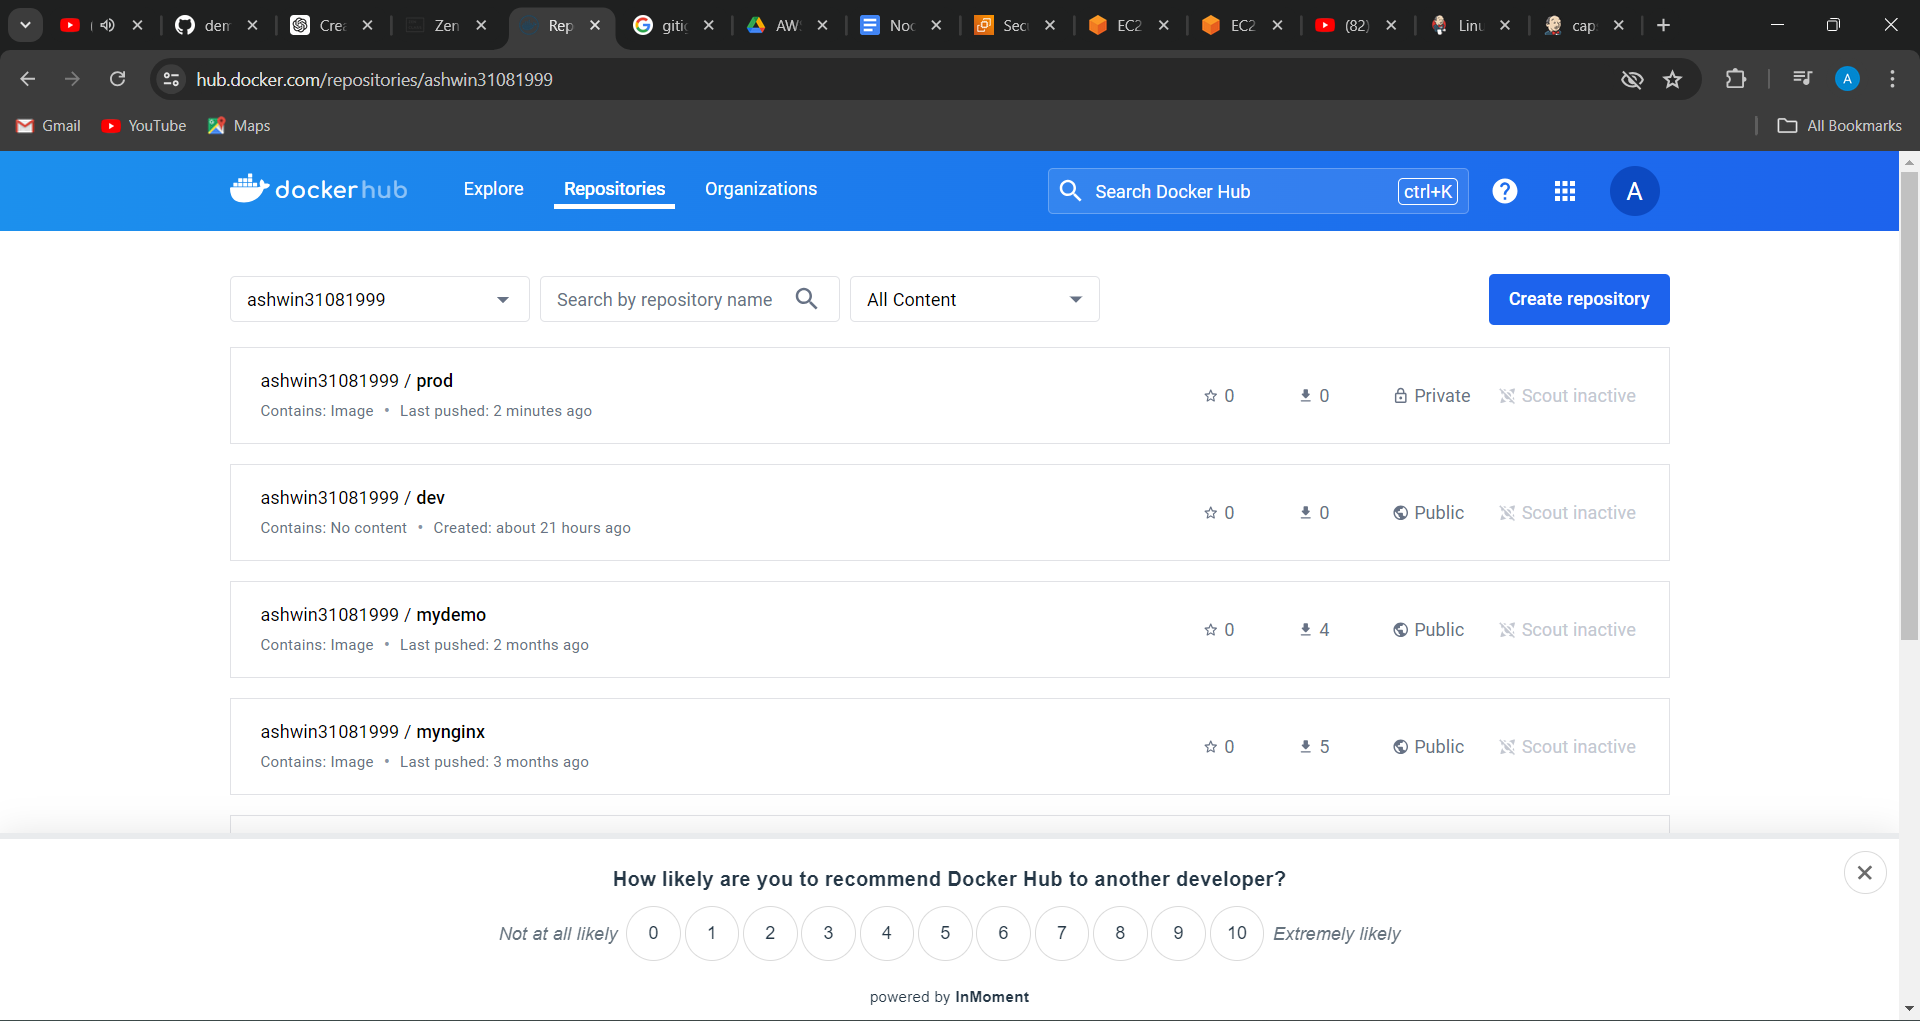 den
Crea
Zen
Rep
giti
AW
Noc
Sec
EC2
EC2
(82)
Linu
cap
hub.docker.com/repositories/ashwin31081999
A
Gmail
YouTube
Maps
All Bookmarks
dockerhub
Explore
Repositories
Organizations
Search Docker Hub
ctrl+K
?
A
ashwin31081999
Search by repository name
All Content
Create repository
ashwin31081999 / prod
Contains: Image • Last pushed: 2 minutes ago
0
0
Private
Scout inactive
ashwin31081999 / dev
Contains: No content • Created: about 21 hours ago
0
0
Public
Scout inactive
ashwin31081999 / mydemo
Contains: Image • Last pushed: 2 months ago
0
4
Public
Scout inactive
ashwin31081999 / mynginx
Contains: Image • Last pushed: 3 months ago
0
5
Public
Scout inactive
How likely are you to recommend Docker Hub to another developer?
Not at all likely 0 1 2 3 4 5 6 7 8 9 10 Extremely likely
powered by InMoment